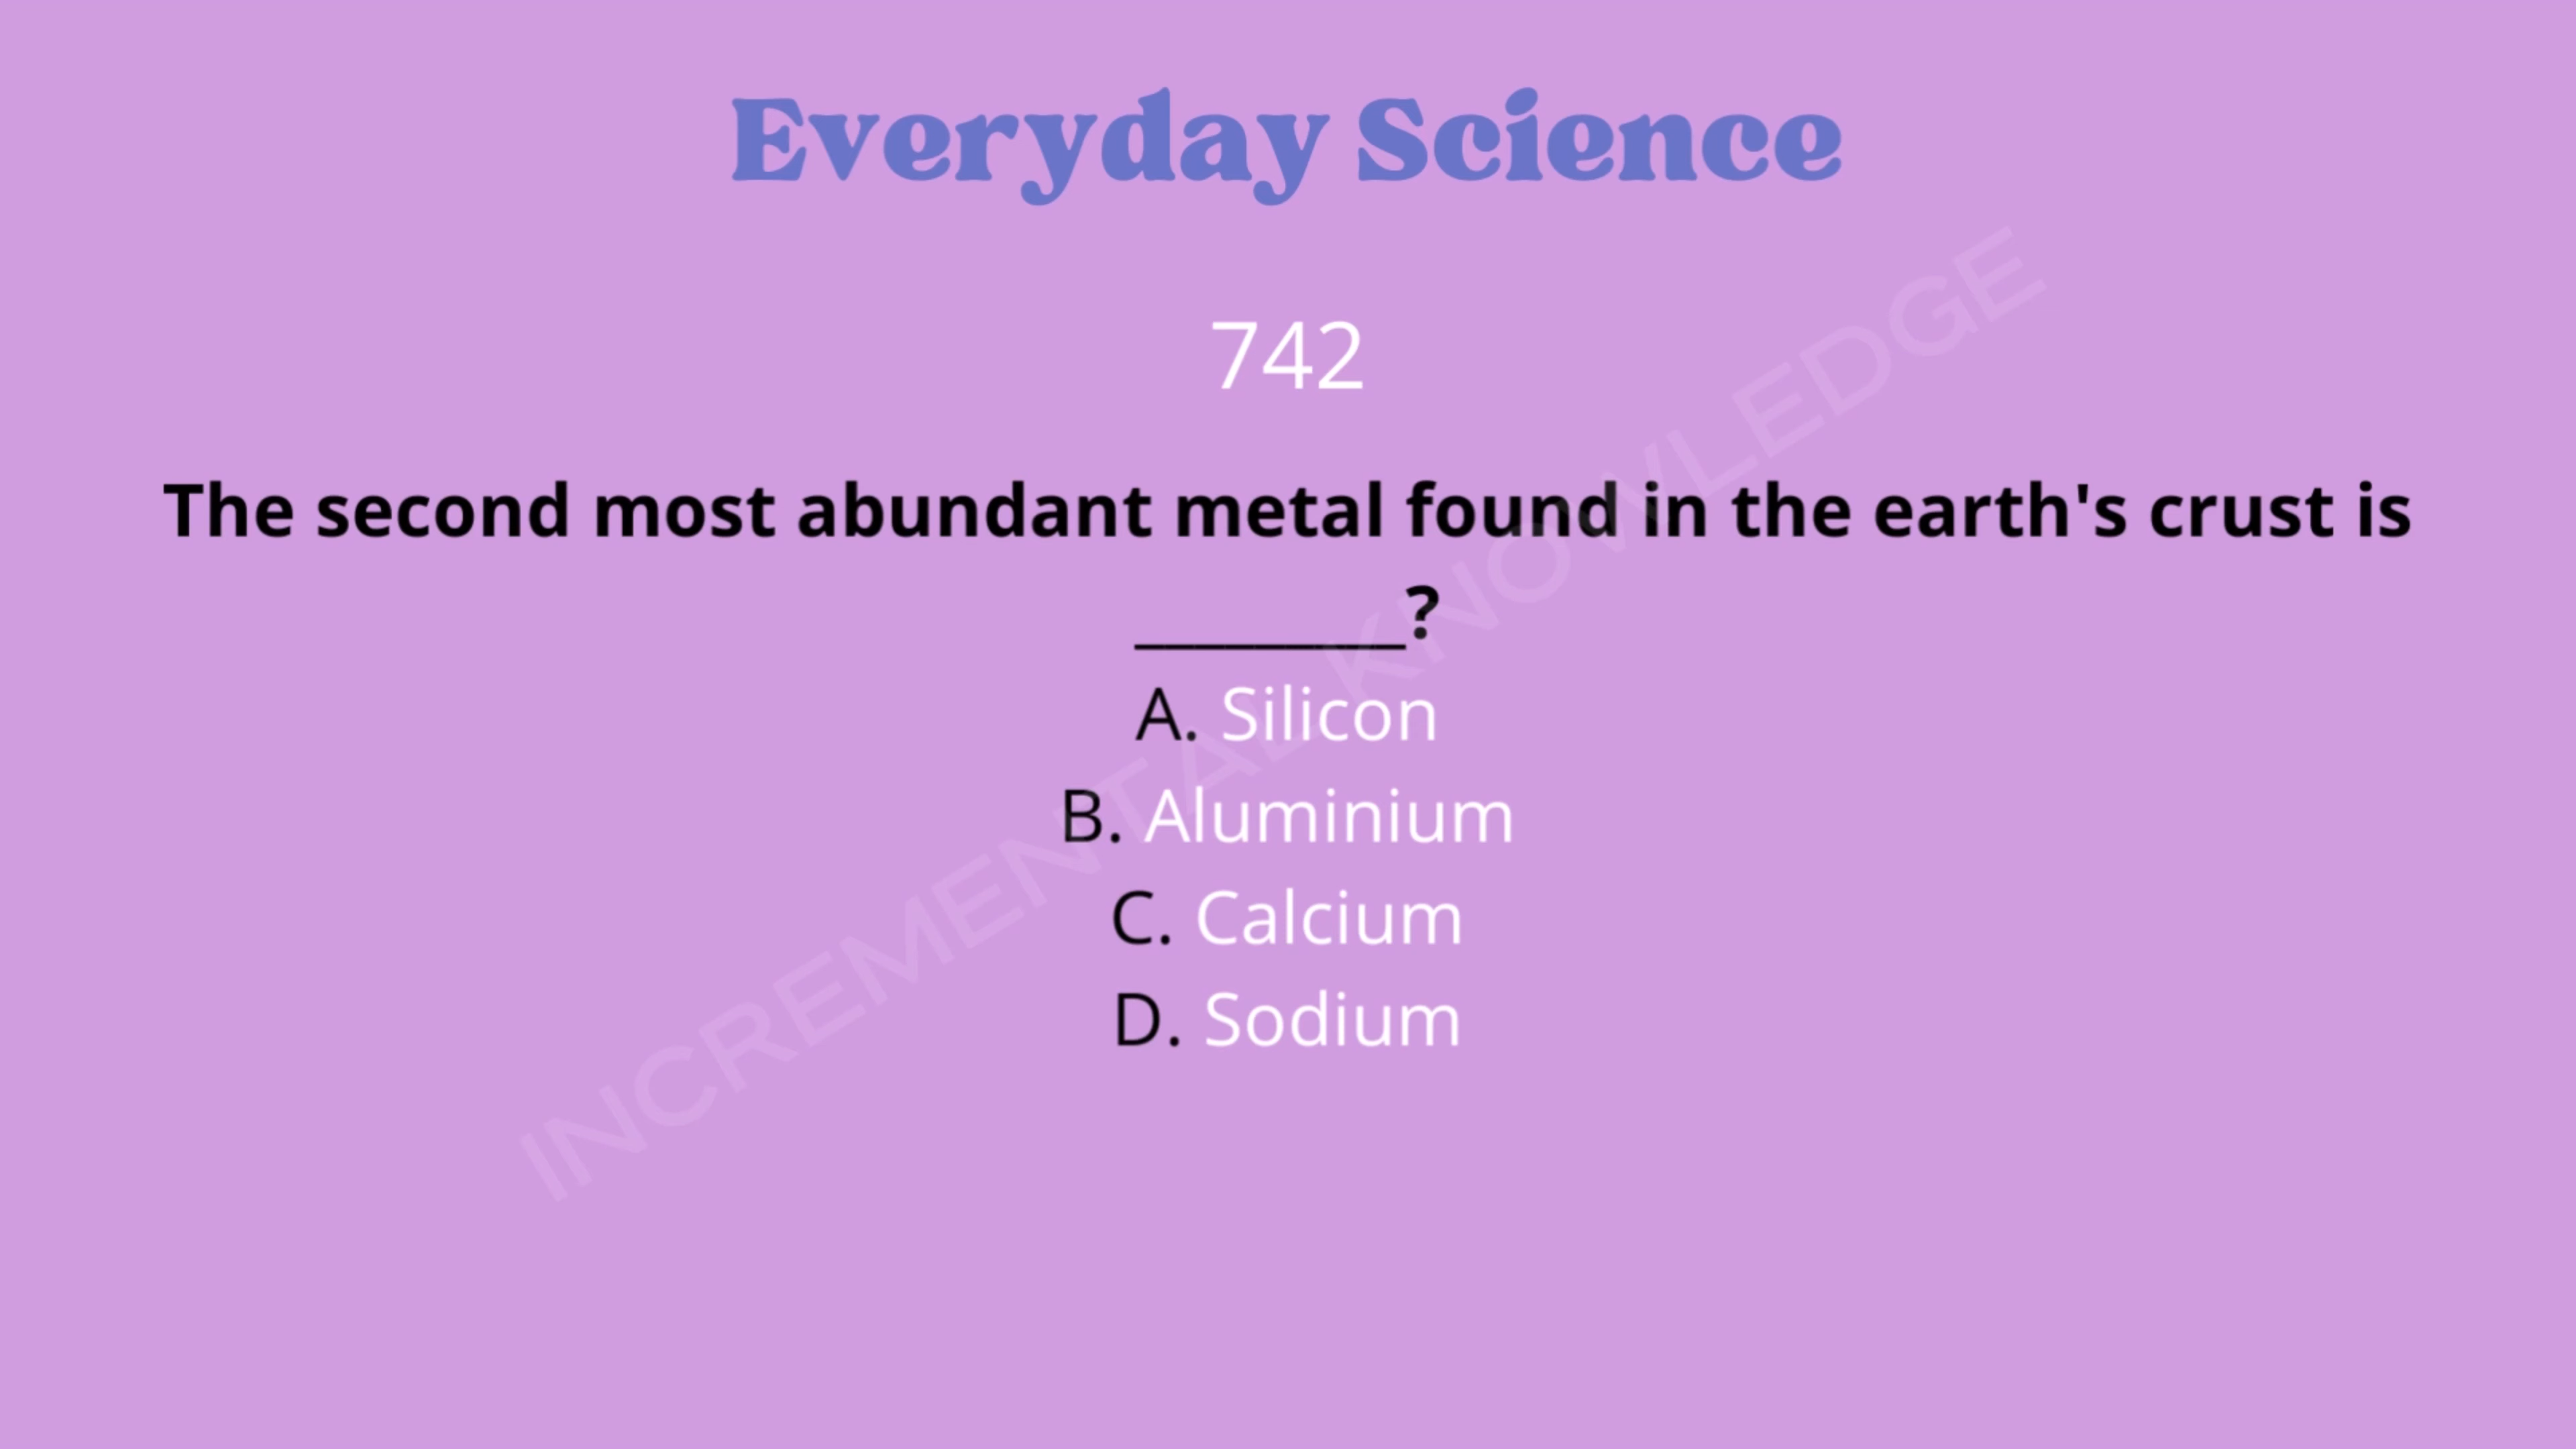 Everyday Science
742
The second most abundant metal found in the earth's crust is
_________?
A. Silicon
B. Aluminium
C. Calcium
D. Sodium
INCREMENTAL KNOWLEDGE